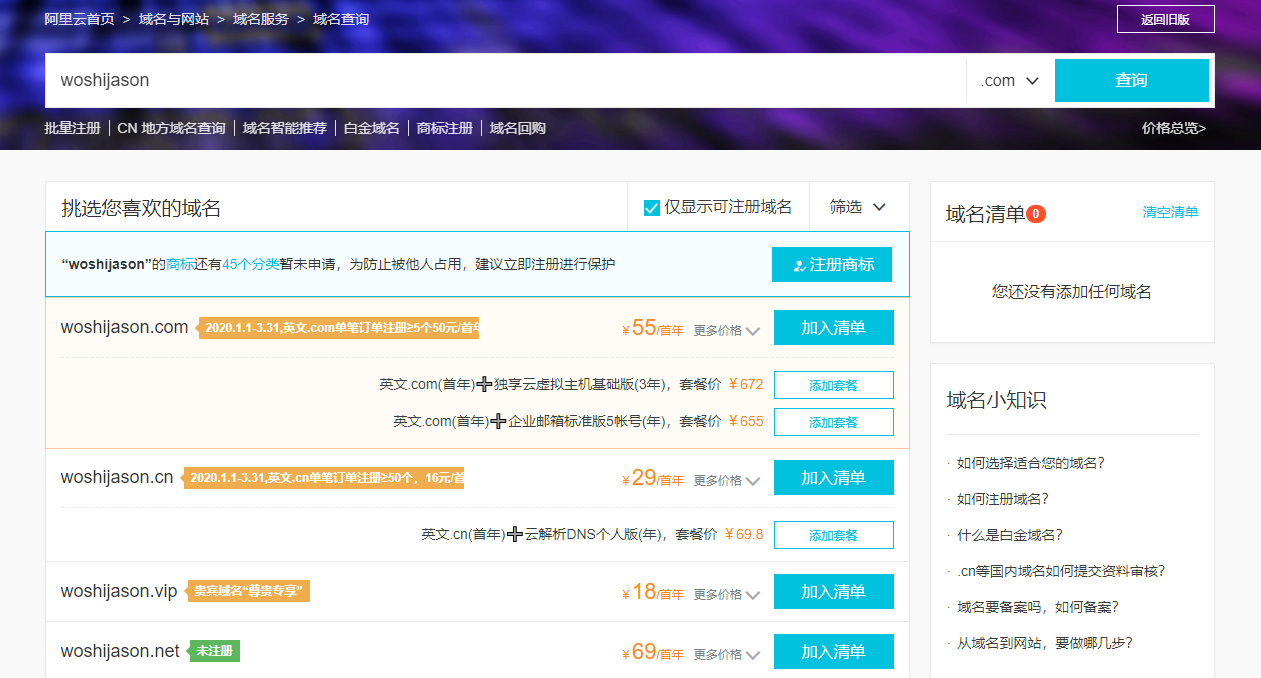 阿里云首页 > 域名与网站 > 域名服务 > 域名查询
返回旧版
woshijason .com 查询
批量注册 CN 地方域名查询 域名智能推荐 白金域名 商标注册 域名回购 价格总览>
挑选您喜欢的域名 仅显示可注册域名 筛选
“woshijason”的商标还有45个分类暂未申请，为防止被他人占用，建议立即注册进行保护 注册商标
woshijason.com 2020.1.1-3.31,英文.com单笔订单注册≥5个50元/首年 ¥55/首年 更多价格 加入清单
英文.com(首年)+独享云虚拟主机基础版(3年)，套餐价 ¥672 添加套餐
英文.com(首年)+企业邮箱标准版5帐号(年)，套餐价 ¥655 添加套餐
woshijason.cn 2020.1.1-3.31,英文.cn单笔订单注册≥50个，16元/首 ¥29/首年 更多价格 加入清单
英文.cn(首年)+云解析DNS个人版(年)，套餐价 ¥69.8 添加套餐
woshijason.vip 贵宾域名“尊贵专享” ¥18/首年 更多价格 加入清单
woshijason.net 未注册 ¥69/首年 更多价格 加入清单
域名清单 0 清空清单
您还没有添加任何域名
域名小知识
· 如何选择适合您的域名?
· 如何注册域名?
· 什么是白金域名?
· .cn等国内域名如何提交资料审核?
· 域名要备案吗，如何备案?
· 从域名到网站，要做哪几步?